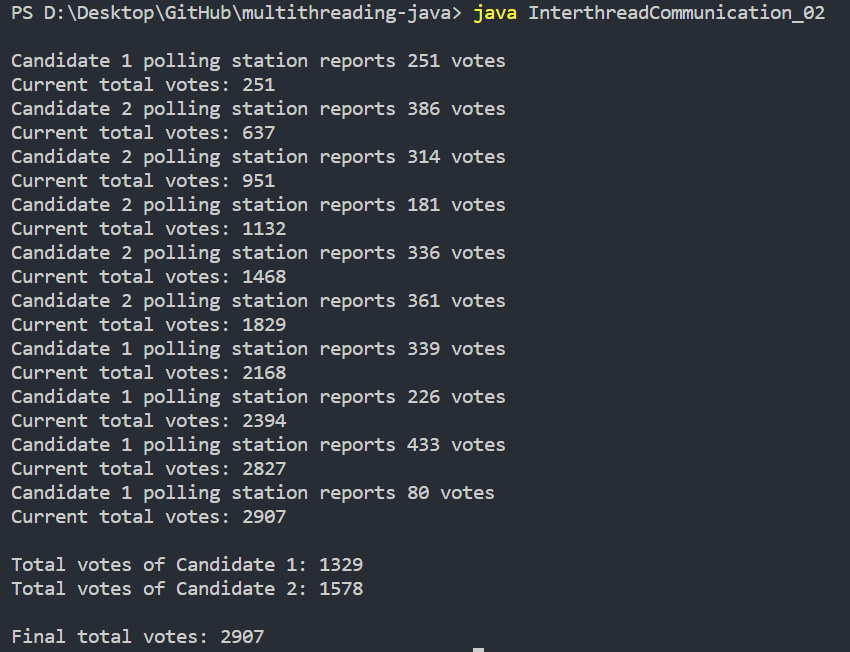 PS D:\Desktop\GitHub\multithreading-java> java InterthreadCommunication_02
Candidate 1 polling station reports 251 votes
Current total votes: 251
Candidate 2 polling station reports 386 votes
Current total votes: 637
Candidate 2 polling station reports 314 votes
Current total votes: 951
Candidate 2 polling station reports 181 votes
Current total votes: 1132
Candidate 2 polling station reports 336 votes
Current total votes: 1468
Candidate 2 polling station reports 361 votes
Current total votes: 1829
Candidate 1 polling station reports 339 votes
Current total votes: 2168
Candidate 1 polling station reports 226 votes
Current total votes: 2394
Candidate 1 polling station reports 433 votes
Current total votes: 2827
Candidate 1 polling station reports 80 votes
Current total votes: 2907
Total votes of Candidate 1: 1329
Total votes of Candidate 2: 1578
Final total votes: 2907